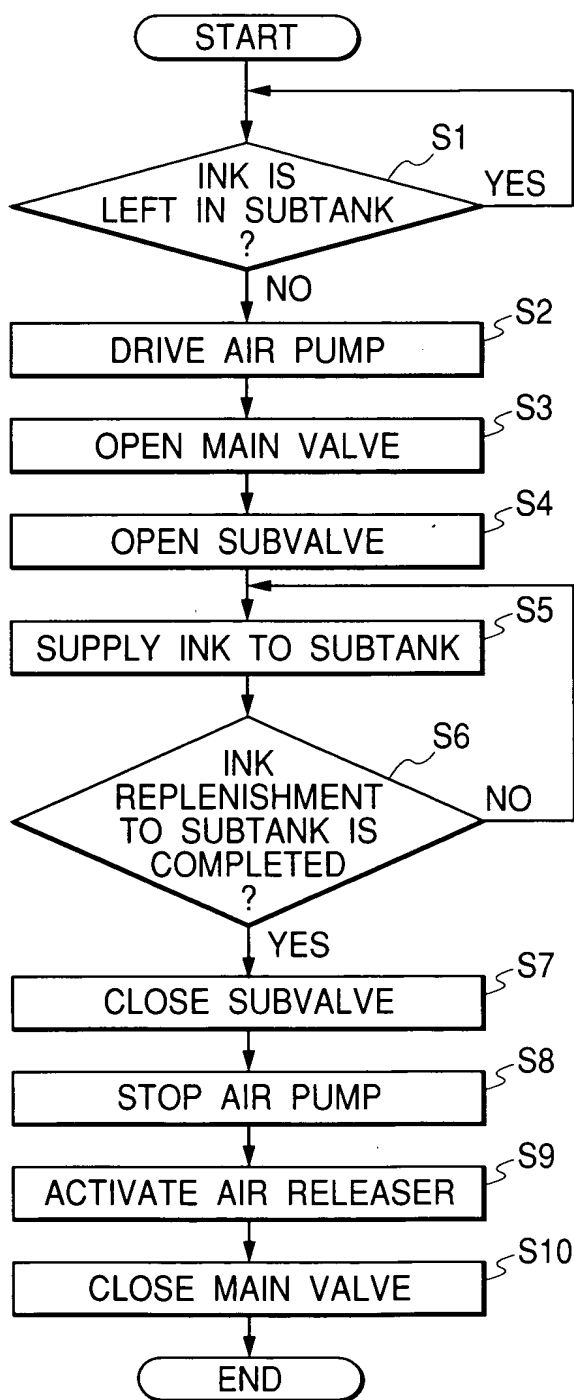 START
S1
INK IS
LEFT IN SUBTANK
?
YES
NO
S2
DRIVE AIR PUMP
S3
OPEN MAIN VALVE
S4
OPEN SUBVALVE
S5
SUPPLY INK TO SUBTANK
S6
INK
REPLENISHMENT
TO SUBTANK IS
COMPLETED
?
NO
YES
S7
CLOSE SUBVALVE
S8
STOP AIR PUMP
S9
ACTIVATE AIR RELEASER
S10
CLOSE MAIN VALVE
END